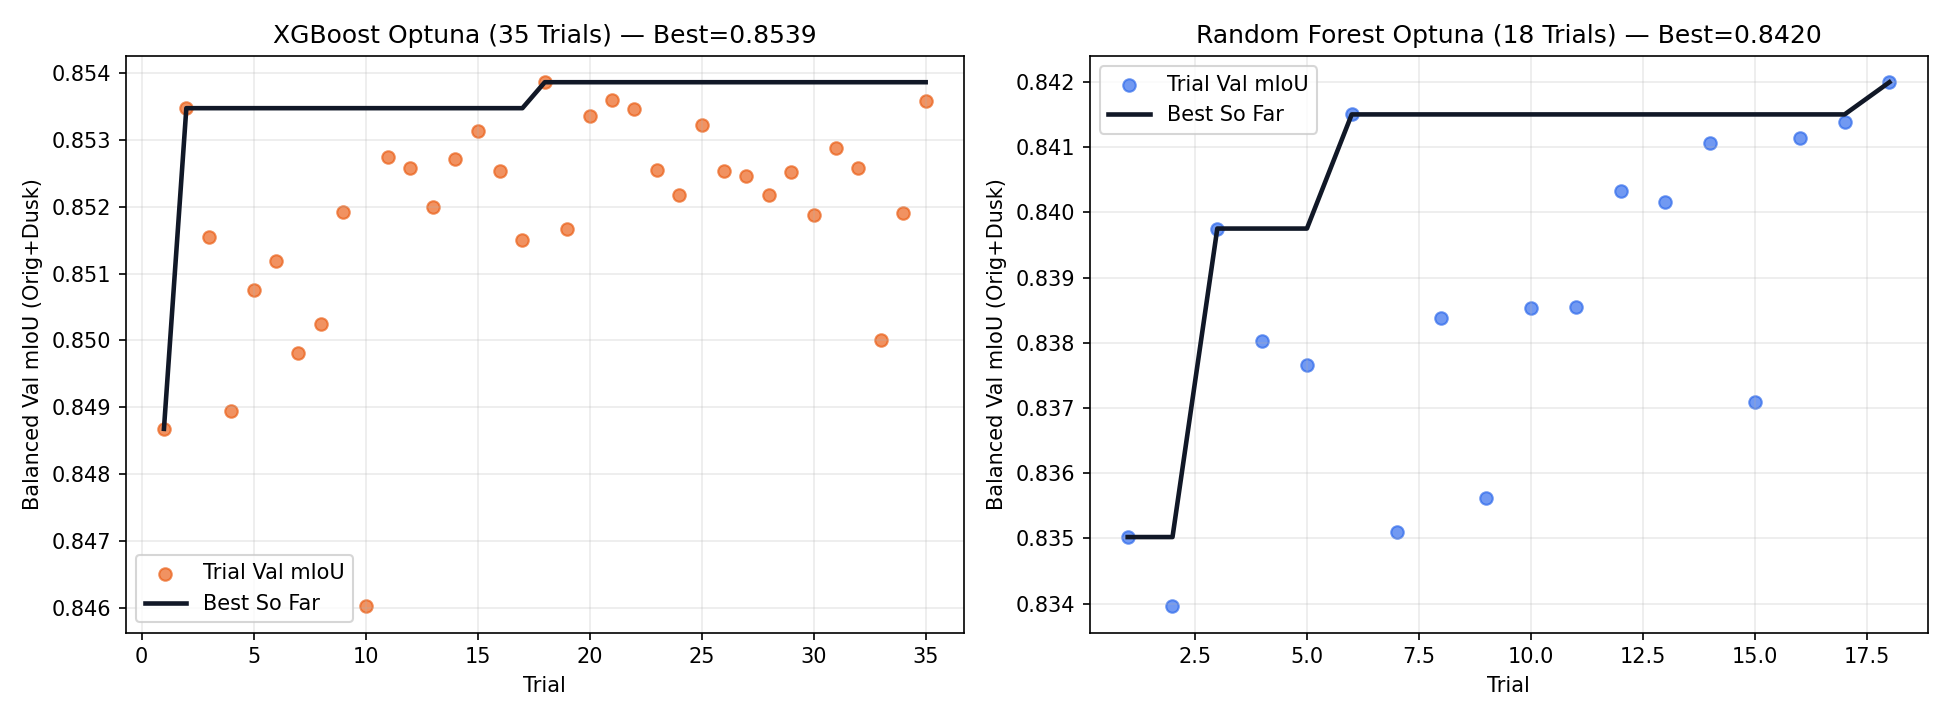 XGBoost Optuna (35 Trials) — Best=0.8539
Balanced Val mIoU (Orig+Dusk)
0.854
0.853
0.852
0.851
0.850
0.849
0.848
0.847
0.846
Trial Val mIoU
Best So Far
0 5 10 15 20 25 30 35
Trial
Random Forest Optuna (18 Trials) — Best=0.8420
Balanced Val mIoU (Orig+Dusk)
0.842
0.841
0.840
0.839
0.838
0.837
0.836
0.835
0.834
Trial Val mIoU
Best So Far
2.5 5.0 7.5 10.0 12.5 15.0 17.5
Trial